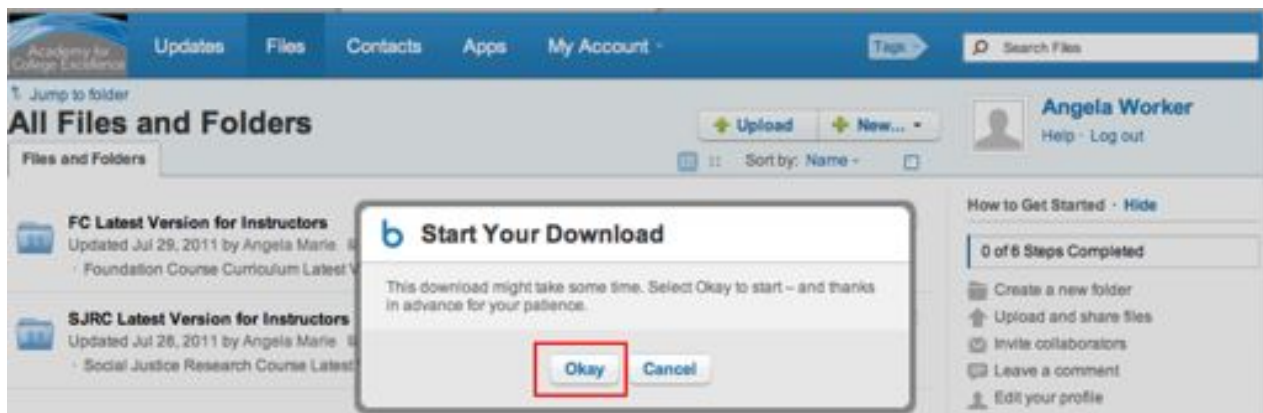 Academy for
College Excellence
Updates Files Contacts Apps My Account
Tags
Search Files
Jump to folder
All Files and Folders
Upload
New...
Angela Worker
Help · Log out
Files and Folders
Sort by: Name
FC Latest Version for Instructors
Updated Jul 29, 2011 by Angela Marie
· Foundation Course Curriculum Latest V
SJRC Latest Version for Instructors
Updated Jul 28, 2011 by Angela Marie
· Social Justice Research Course Latest
b Start Your Download
This download might take some time. Select Okay to start – and thanks
in advance for your patience.
Okay Cancel
How to Get Started · Hide
0 of 6 Steps Completed
Create a new folder
Upload and share files
Invite collaborators
Leave a comment
Edit your profile